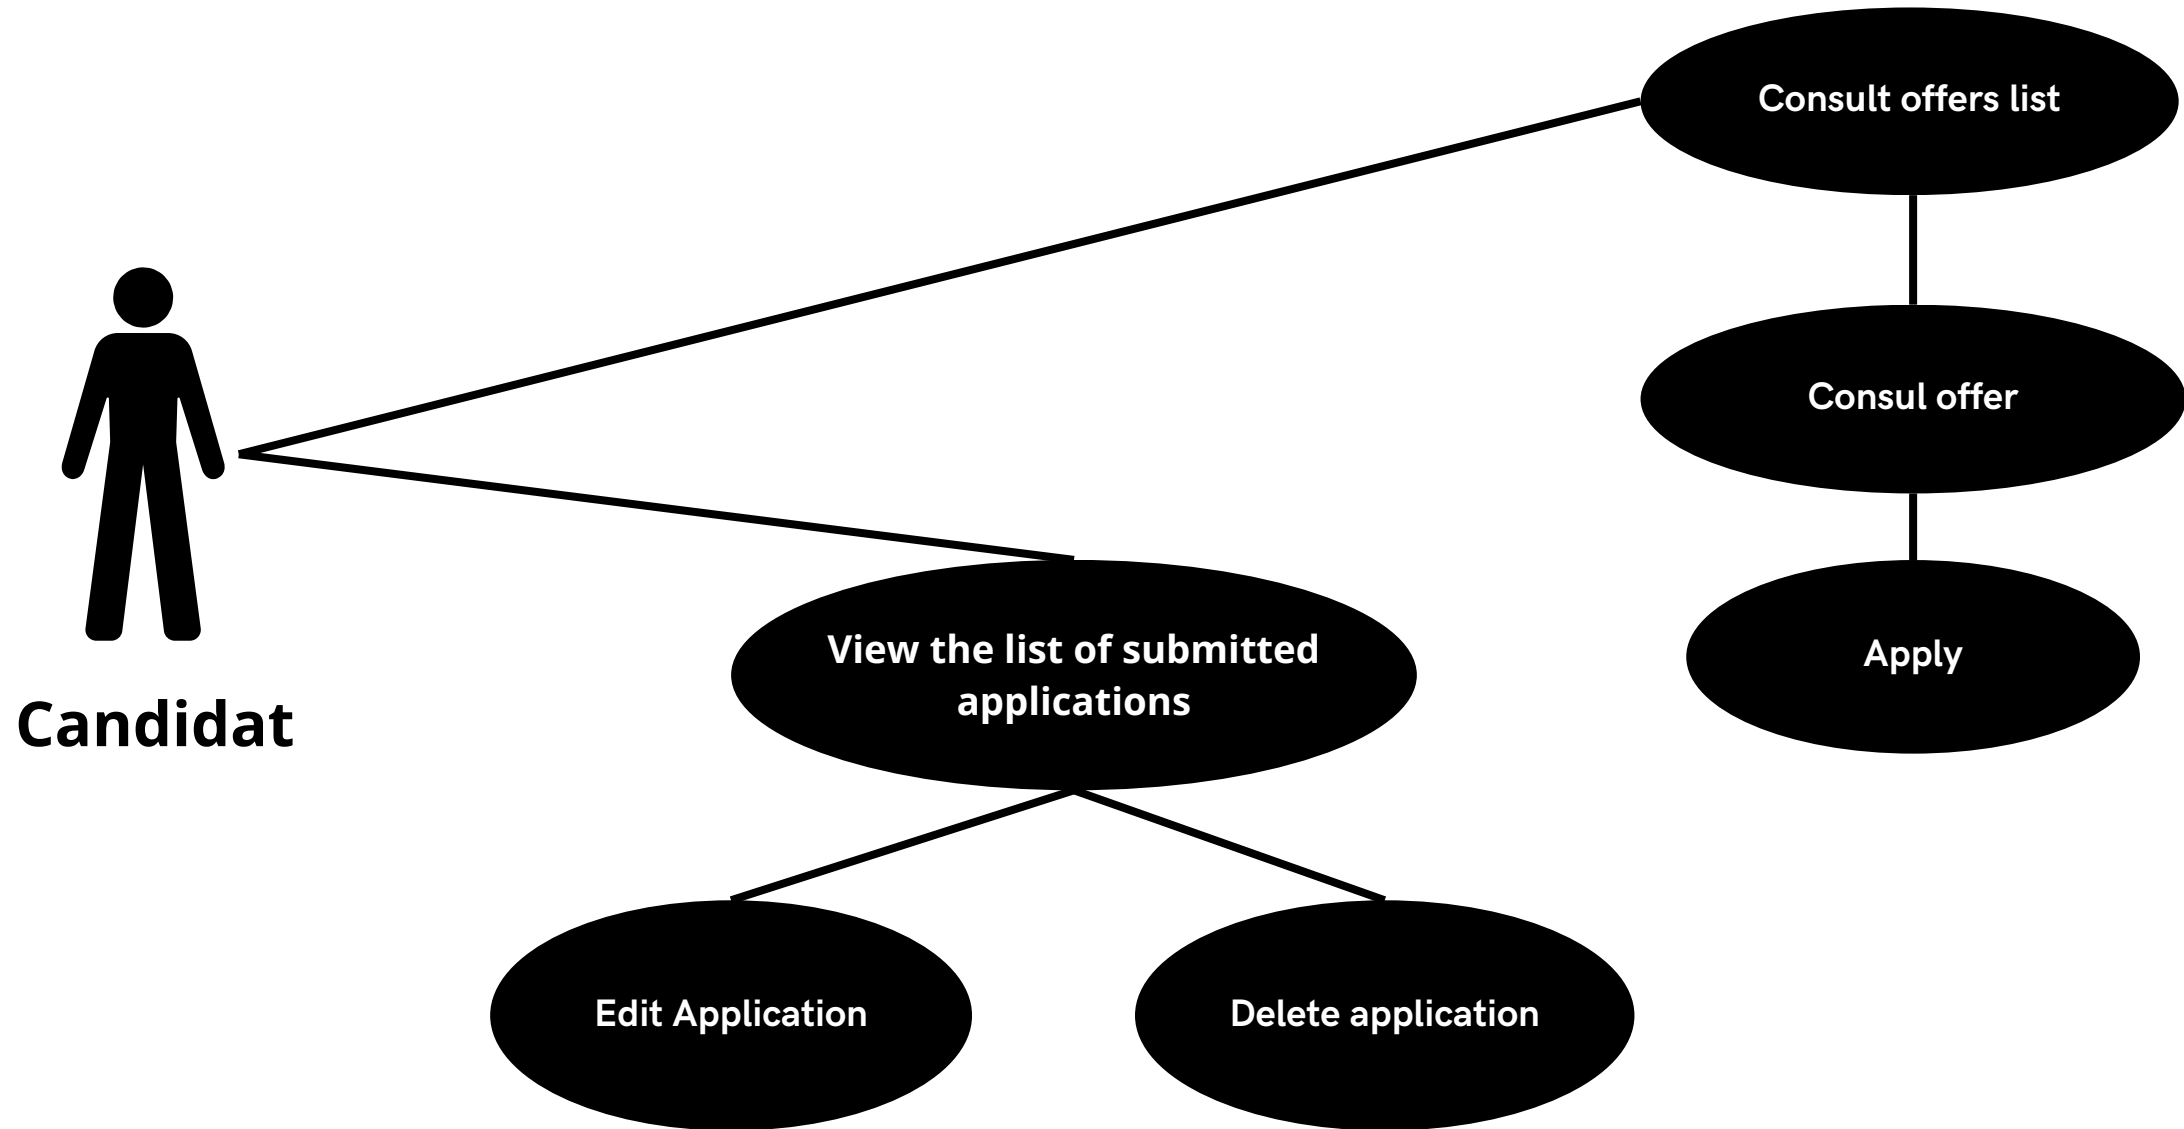 Consult offers list
Consul offer
Apply
Candidat
View the list of submitted
applications
Edit Application
Delete application